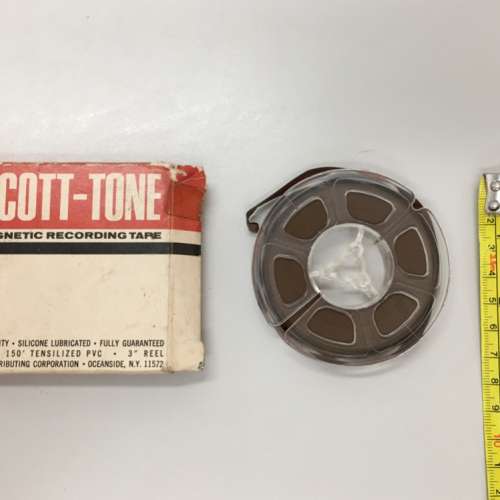 COTT-TONE
GNETIC RECORDING TAPE
ITY • SILICONE LUBRICATED • FULLY GUARANTEED
150' TENSILIZED PVC • 3" REEL
RIBUTING CORPORATION • OCEANSIDE, N.Y. 11572
2
3
4
5
6
7
8
9
10